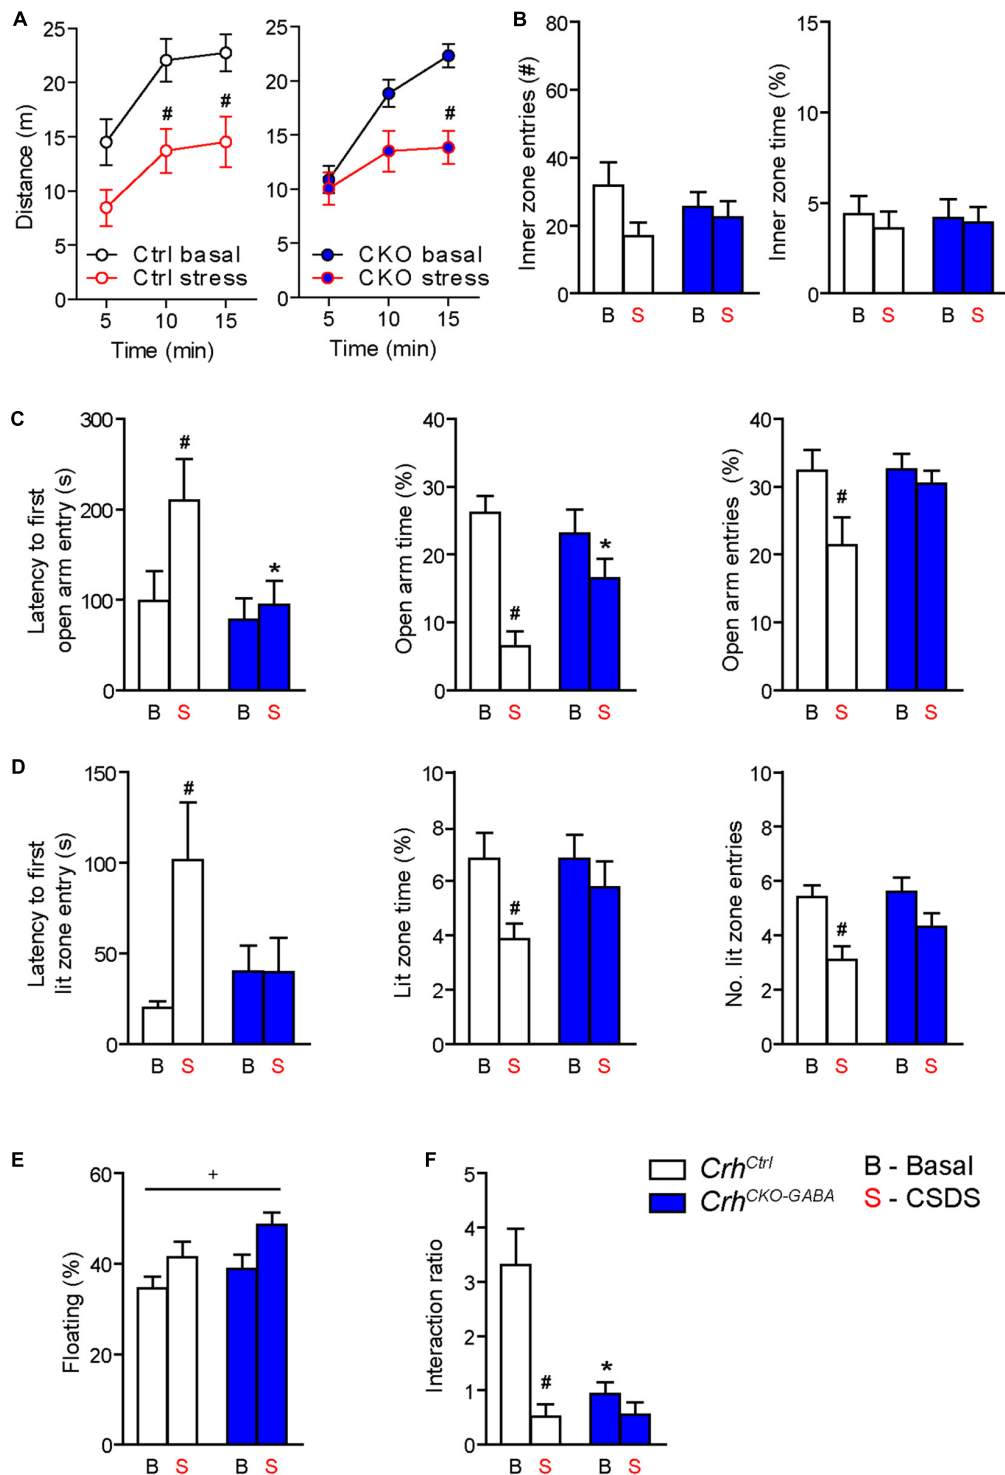 A
Distance (m)
25
20
15
10
5
0
Ctrl basal
Ctrl stress
#
#
5 10 15
Time (min)
25
20
15
10
5
0
CKO basal
CKO stress
#
5 10 15
Time (min)
B
Inner zone entries (#)
80
60
40
20
0
B S B S
Inner zone time (%)
15
10
5
0
B S B S
C
Latency to first
open arm entry (s)
300
200
100
0
#
*
B S B S
Open arm time (%)
40
30
20
10
0
#
*
B S B S
Open arm entries (%)
40
30
20
10
0
#
B S B S
D
Latency to first
lit zone entry (s)
150
100
50
0
#
B S B S
Lit zone time (%)
10
8
6
4
2
0
#
B S B S
No. lit zone entries
10
8
6
4
2
0
#
B S B S
E
Floating (%)
60
40
20
0
+
B S B S
F
Interaction ratio
5
4
3
2
1
0
#
*
B S B S
Crh^Ctrl
Crh^CKO-GABA
B - Basal
S - CSDS